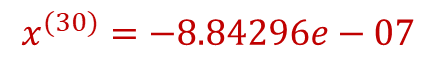 x⁽³⁰⁾ = −8.84296e − 07